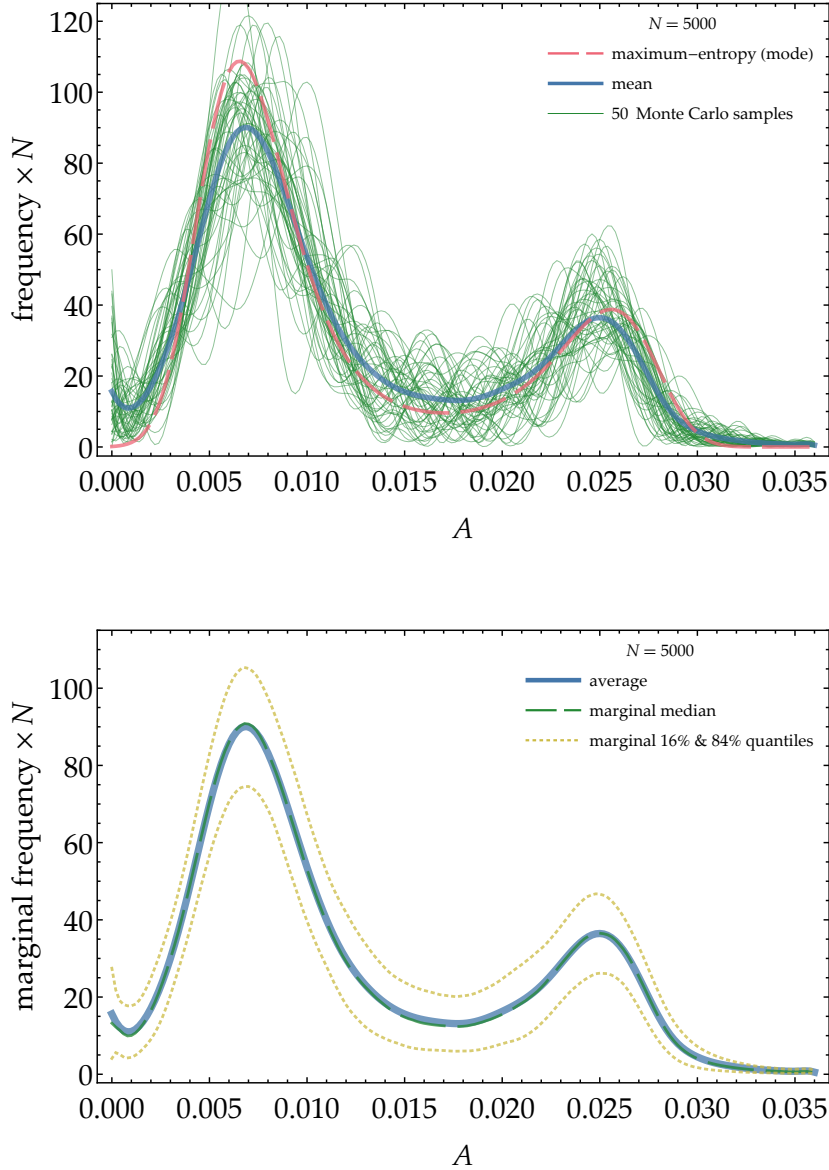 N = 5000
maximum−entropy (mode)
mean
50 Monte Carlo samples
frequency × N
120
100
80
60
40
20
0
0.000 0.005 0.010 0.015 0.020 0.025 0.030 0.035
A
N = 5000
average
marginal median
marginal 16% & 84% quantiles
marginal frequency × N
100
80
60
40
20
0
0.000 0.005 0.010 0.015 0.020 0.025 0.030 0.035
A